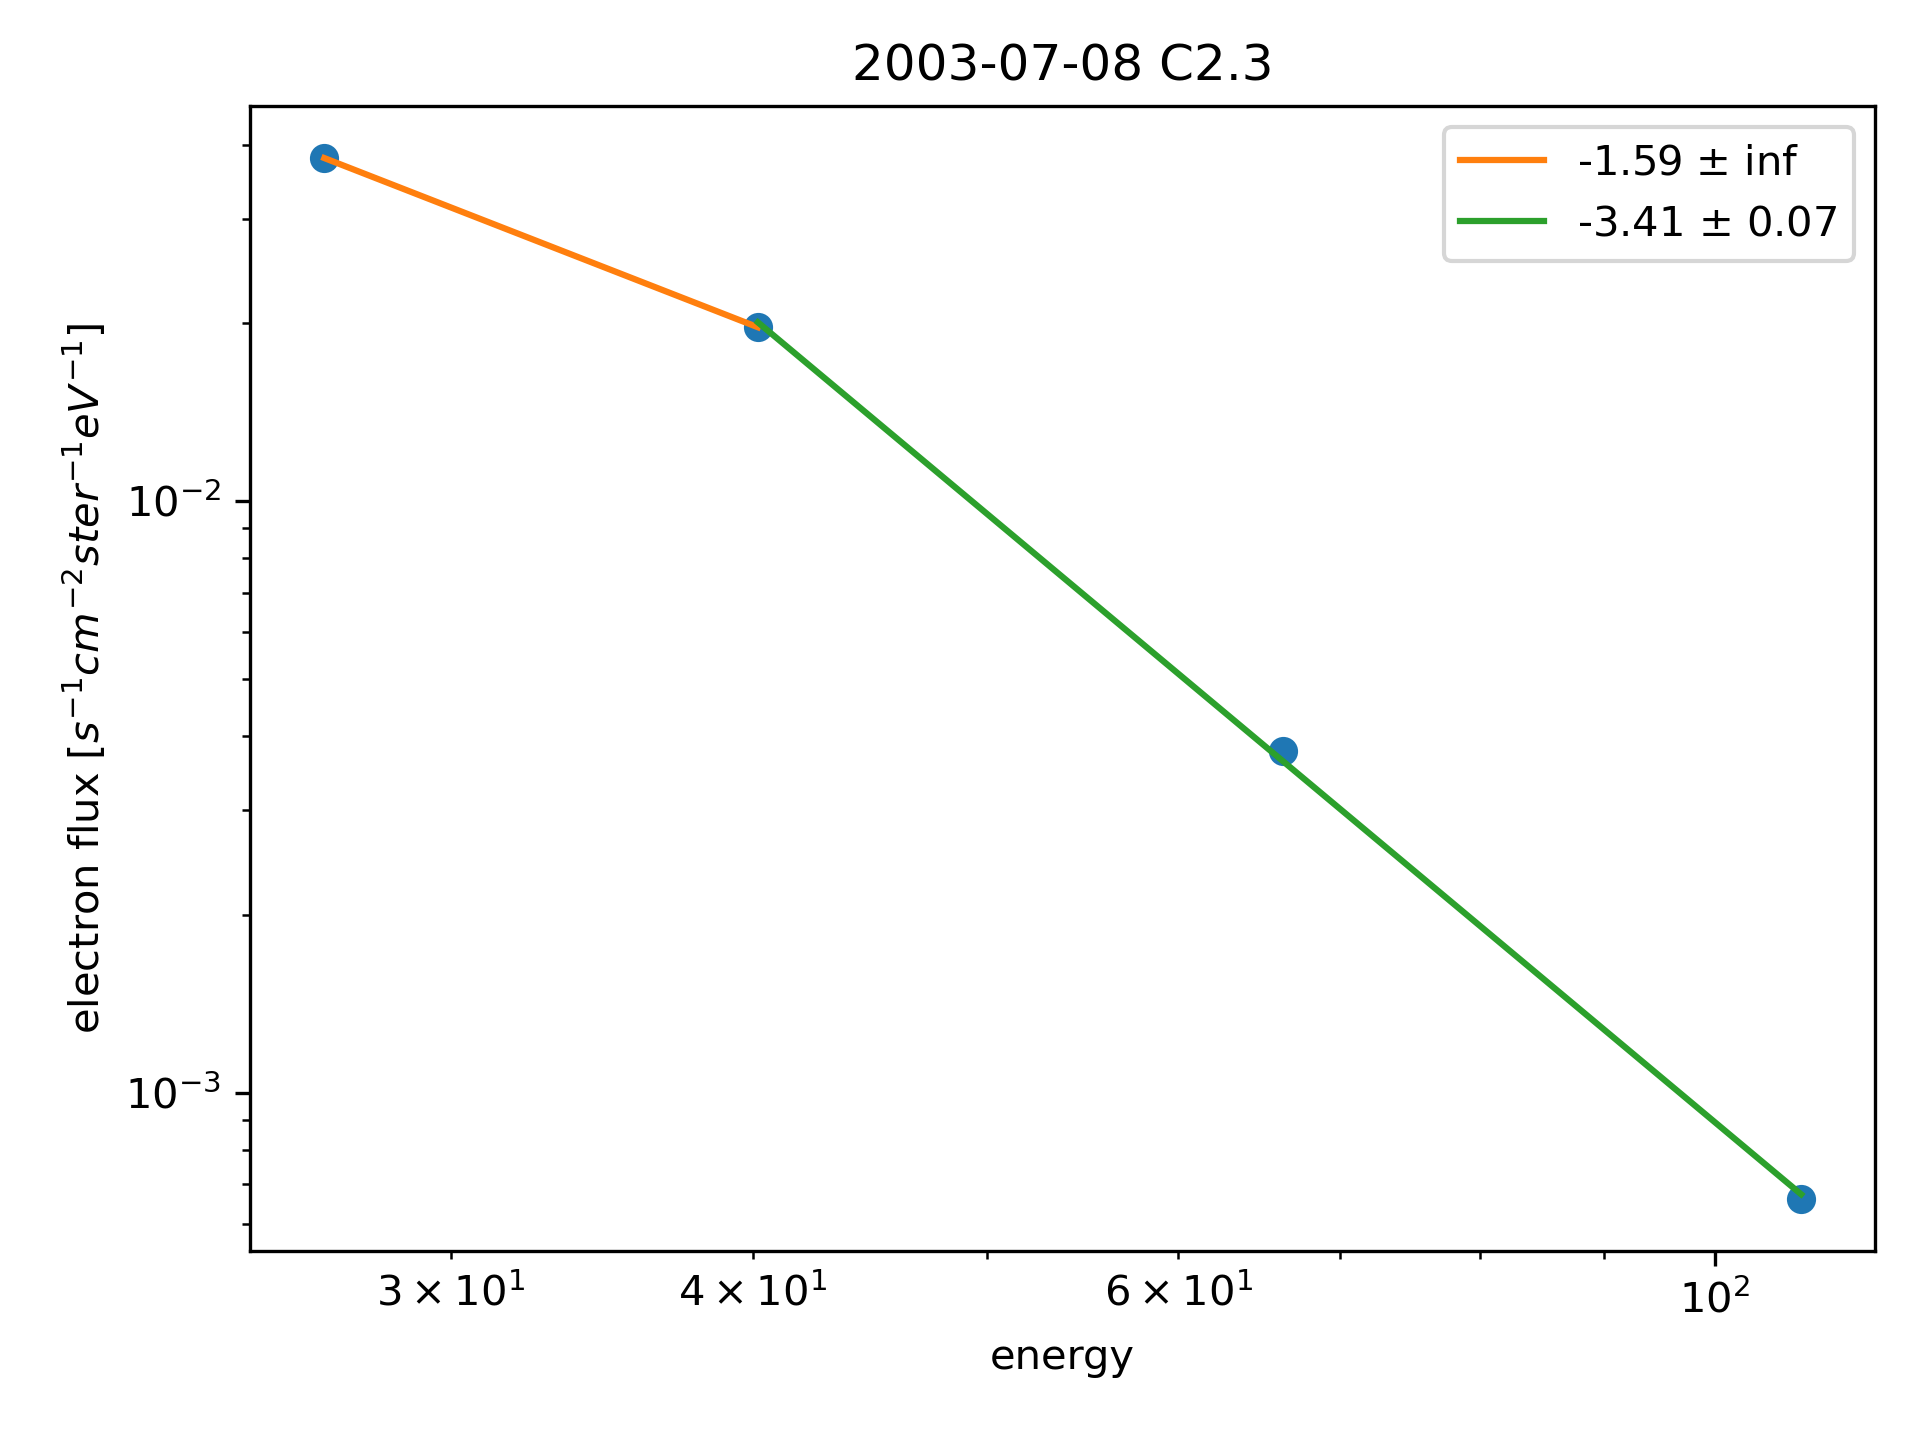 2003-07-08 C2.3
-1.59 ± inf
-3.41 ± 0.07
electron flux [s⁻¹cm⁻²ster⁻¹eV⁻¹]
10⁻²
10⁻³
3 × 10¹
4 × 10¹
6 × 10¹
10²
energy